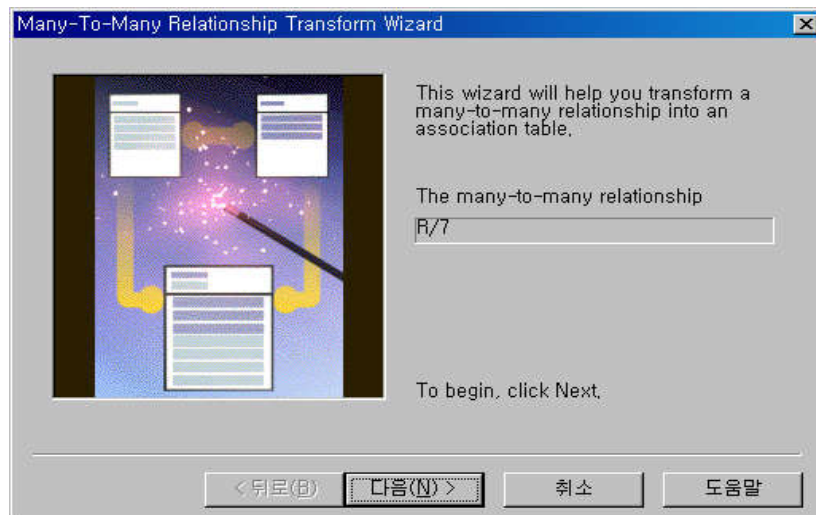 Many-To-Many Relationship Transform Wizard
This wizard will help you transform a
many-to-many relationship into an
association table.
The many-to-many relationship
R/7
To begin, click Next.
< 뒤로(B)
다음(N) >
취소
도움말